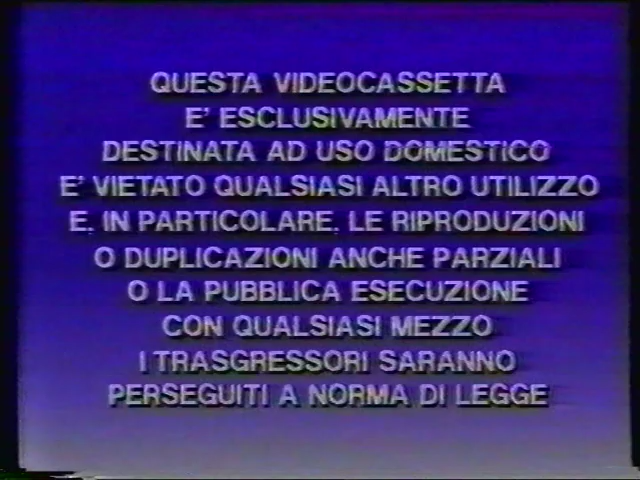 QUESTA VIDEOCASSETTA
E' ESCLUSIVAMENTE
DESTINATA AD USO DOMESTICO
E' VIETATO QUALSIASI ALTRO UTILIZZO
E, IN PARTICOLARE, LE RIPRODUZIONI
O DUPLICAZIONI ANCHE PARZIALI
O LA PUBBLICA ESECUZIONE
CON QUALSIASI MEZZO
I TRASGRESSORI SARANNO
PERSEGUITI A NORMA DI LEGGE